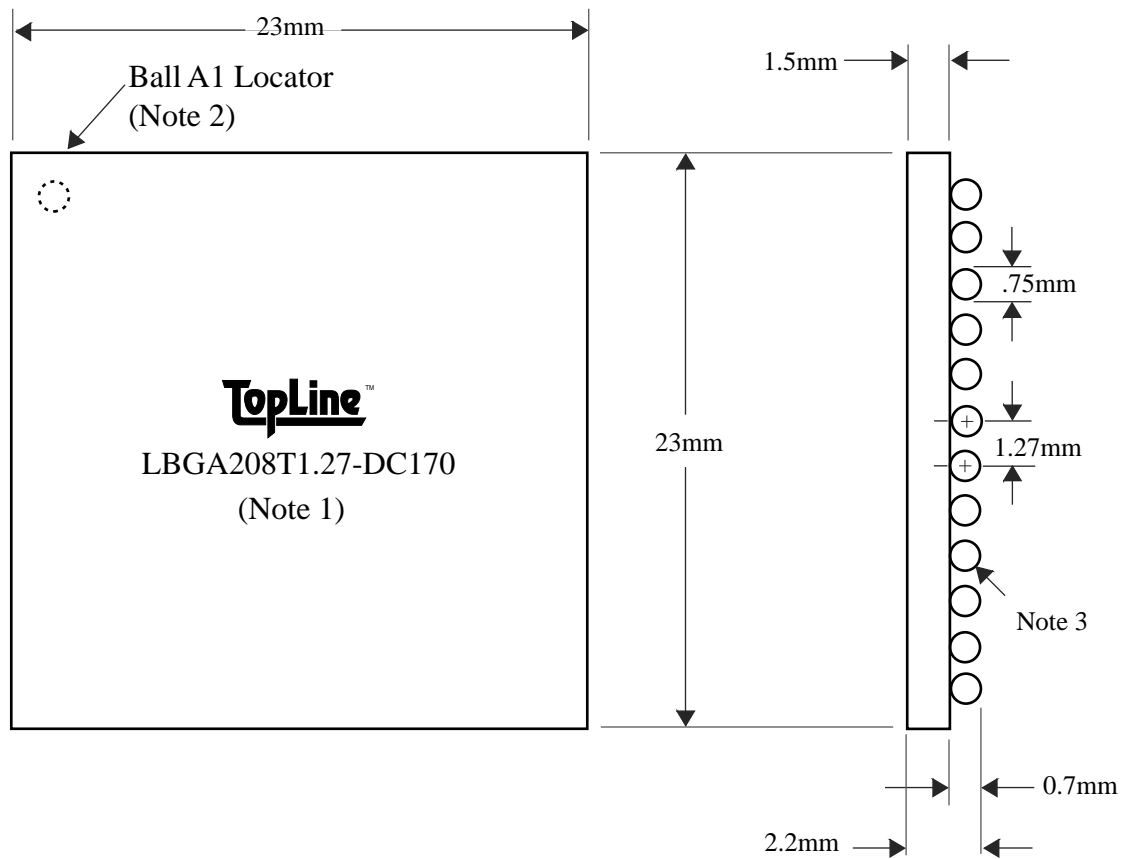 23mm
1.5mm
Ball A1 Locator
(Note 2)
.75mm
TopLine™
LBGA208T1.27-DC170
(Note 1)
23mm
1.27mm
Note 3
0.7mm
2.2mm